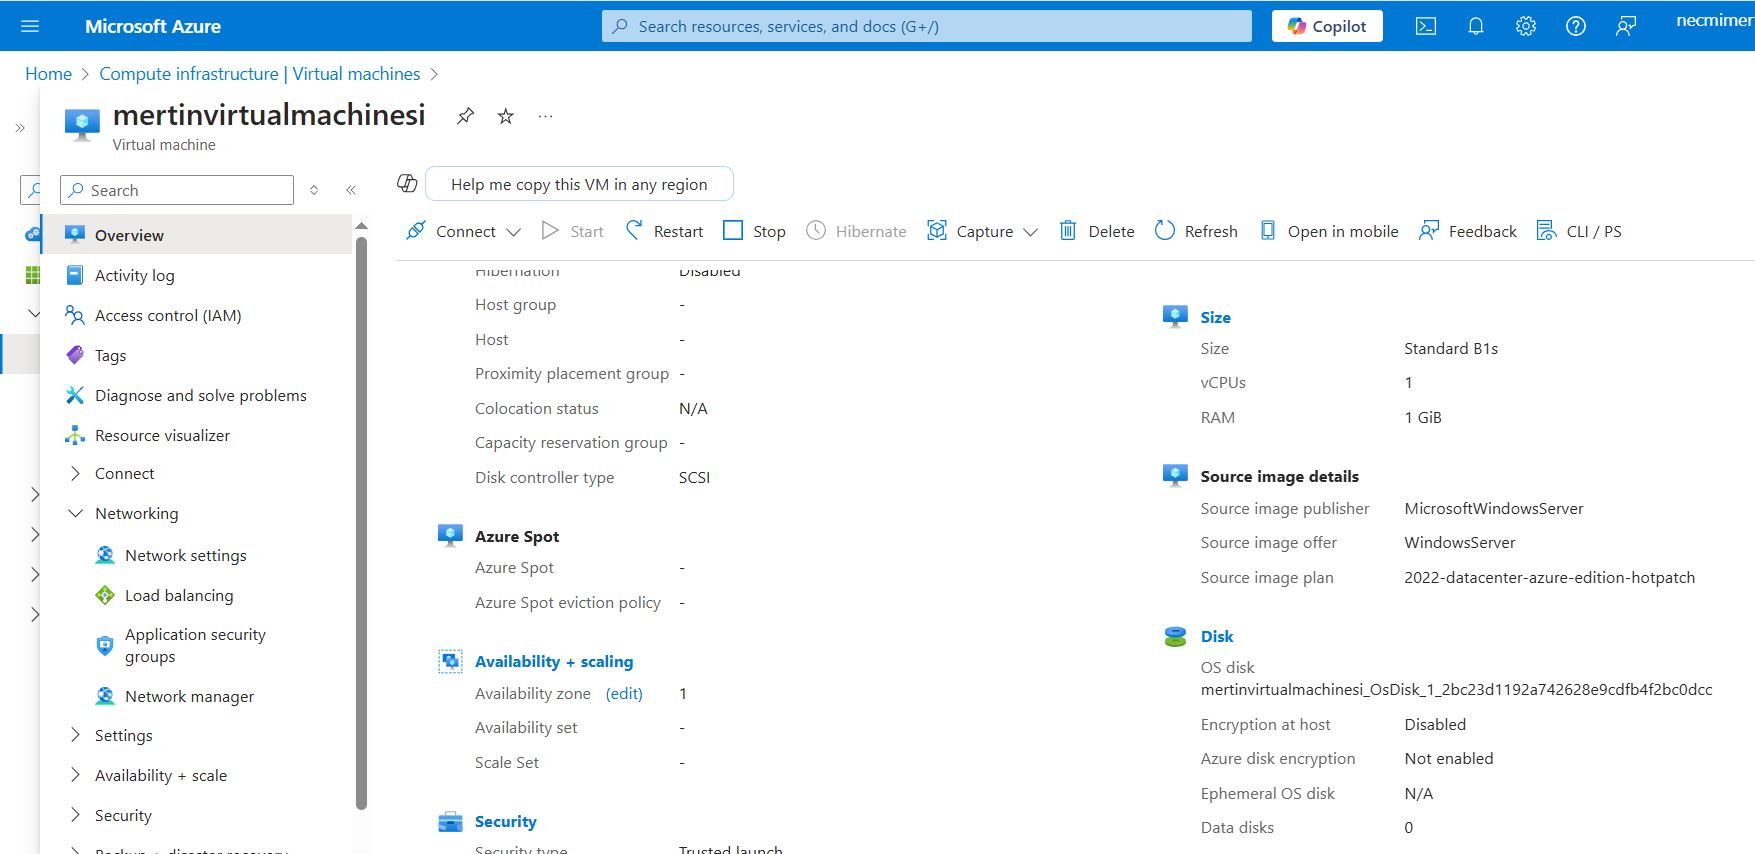 Microsoft Azure
Search resources, services, and docs (G+/)
Copilot
necmimer
Home > Compute infrastructure | Virtual machines >
mertinvirtualmachinesi
Virtual machine
Search
Help me copy this VM in any region
Connect Start Restart Stop Hibernate Capture Delete Refresh Open in mobile Feedback CLI / PS
Overview
Activity log
Access control (IAM)
Tags
Diagnose and solve problems
Resource visualizer
Connect
Networking
Network settings
Load balancing
Application security
groups
Network manager
Settings
Availability + scale
Security
Backup + disaster recovery
Hibernation Disabled
Host group -
Host -
Proximity placement group -
Colocation status N/A
Capacity reservation group -
Disk controller type SCSI
Azure Spot
Azure Spot -
Azure Spot eviction policy -
Availability + scaling
Availability zone (edit) 1
Availability set -
Scale Set -
Security
Security type Trusted launch
Size
Size Standard B1s
vCPUs 1
RAM 1 GiB
Source image details
Source image publisher MicrosoftWindowsServer
Source image offer WindowsServer
Source image plan 2022-datacenter-azure-edition-hotpatch
Disk
OS disk
mertinvirtualmachinesi_OsDisk_1_2bc23d1192a742628e9cdfb4f2bc0dcc
Encryption at host Disabled
Azure disk encryption Not enabled
Ephemeral OS disk N/A
Data disks 0